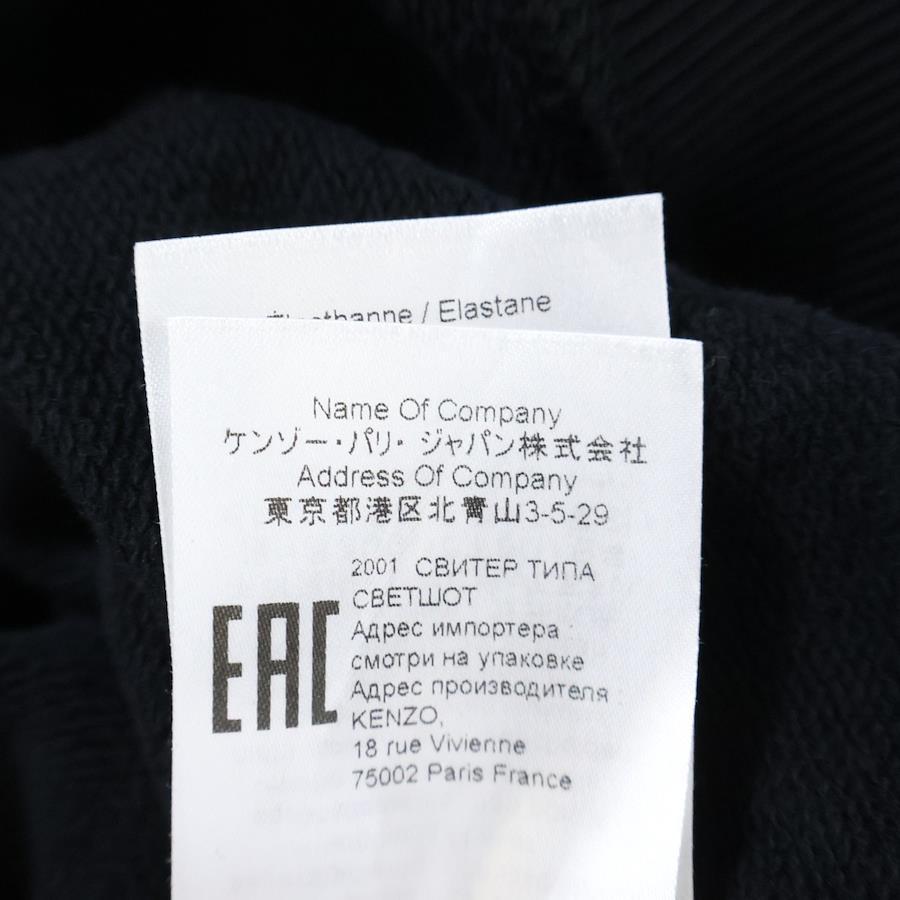 / Elastane
Name Of Company
ケンゾー・パリ・ジャパン株式会社
Address Of Company
東京都港区北青山3-5-29
EAC
2001 СВИТЕР ТИПА
СВЕТШОТ
Адрес импортера
смотри на упаковке
Адрес производителя
KENZO,
18 rue Vivienne
75002 Paris France